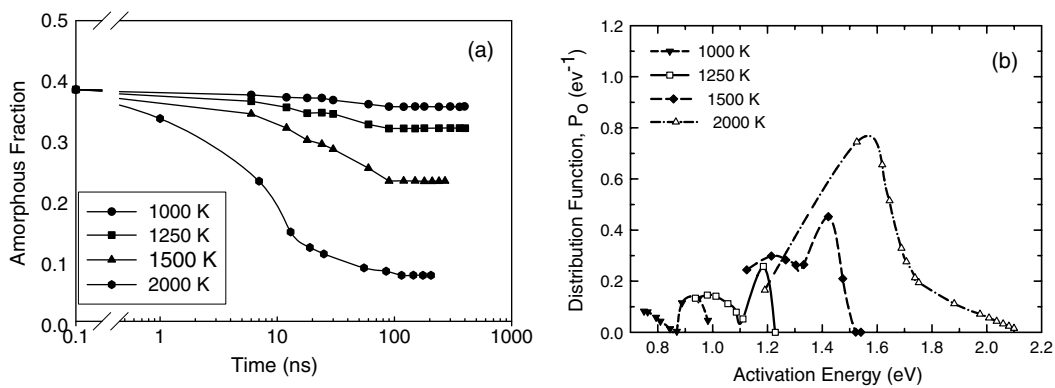 0.5
(a)
0.4
0.3
0.2
0.1
0.0
Amorphous Fraction
1000 K
1250 K
1500 K
2000 K
0.1
1
10
100
1000
Time (ns)
1.2
(b)
1.0
0.8
0.6
0.4
0.2
0.0
Distribution Function, Po (ev-1)
1000 K
1250 K
1500 K
2000 K
0.8 1.0 1.2 1.4 1.6 1.8 2.0 2.2
Activation Energy (eV)